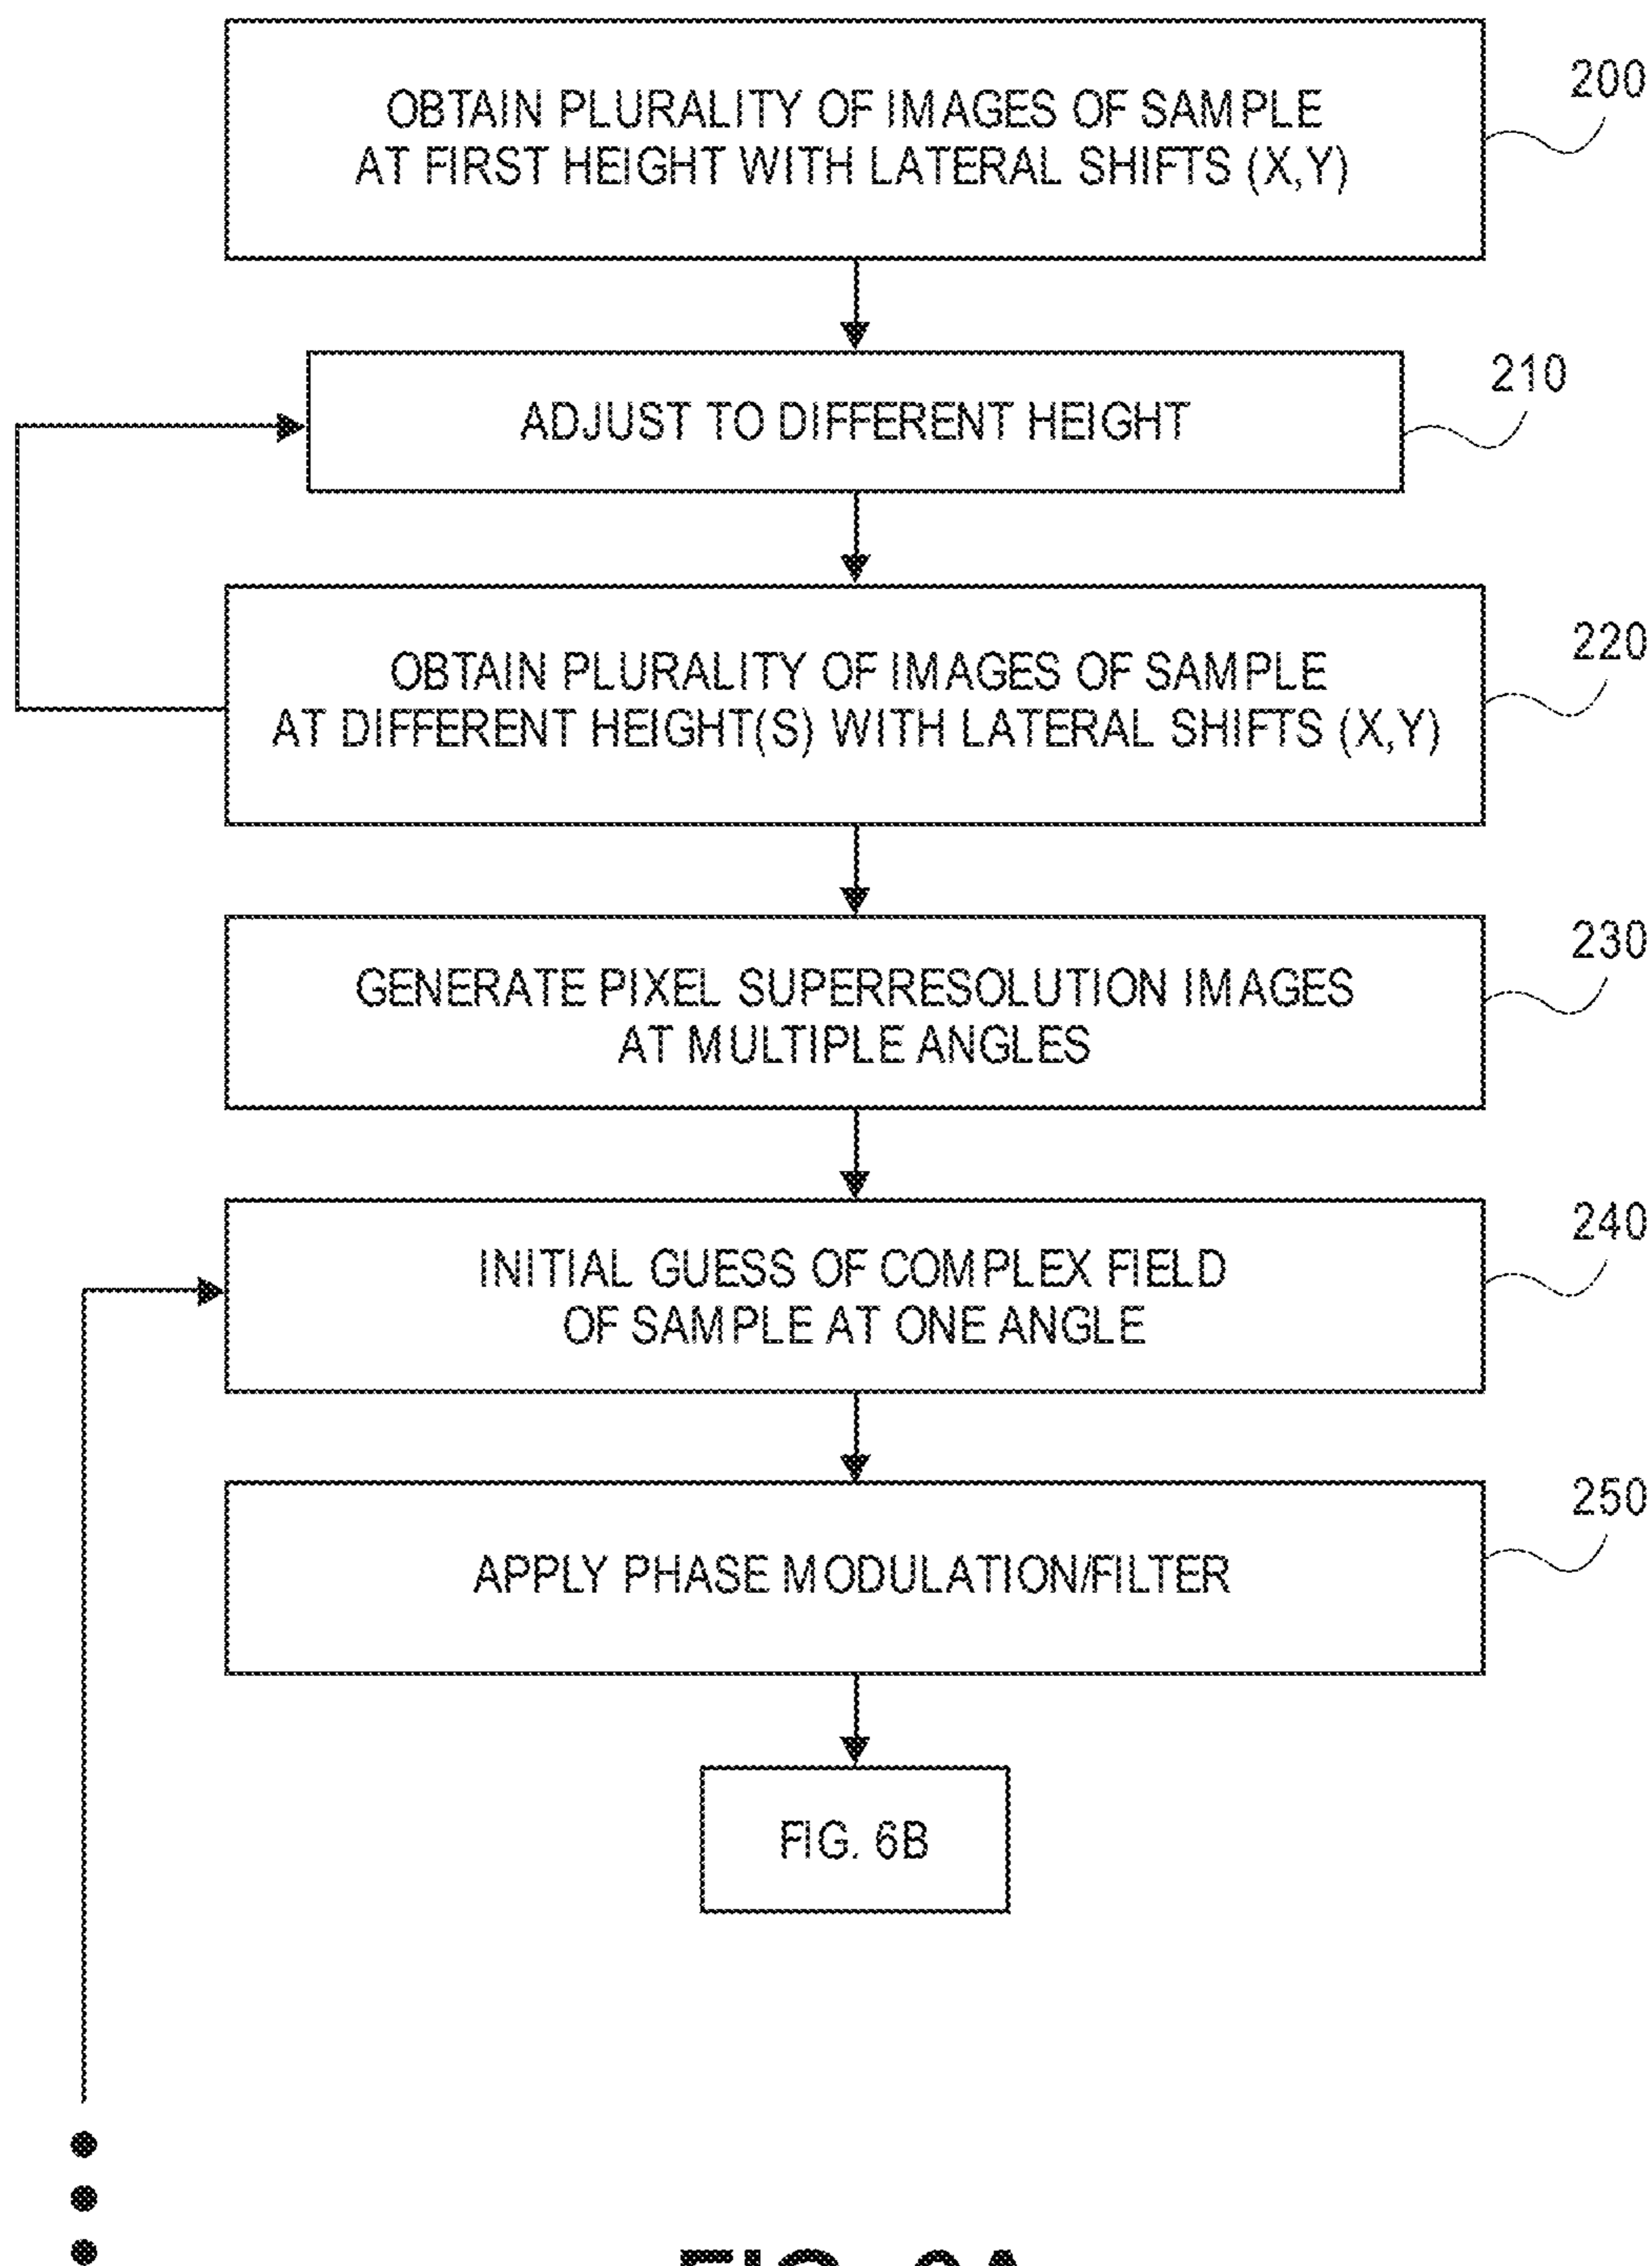 OBTAIN PLURALITY OF IMAGES OF SAMPLE
AT FIRST HEIGHT WITH LATERAL SHIFTS (X,Y)
200
ADJUST TO DIFFERENT HEIGHT
210
OBTAIN PLURALITY OF IMAGES OF SAMPLE
AT DIFFERENT HEIGHT(S) WITH LATERAL SHIFTS (X,Y)
220
GENERATE PIXEL SUPERRESOLUTION IMAGES
AT MULTIPLE ANGLES
230
INITIAL GUESS OF COMPLEX FIELD
OF SAMPLE AT ONE ANGLE
240
APPLY PHASE MODULATION/FILTER
250
FIG. 6B